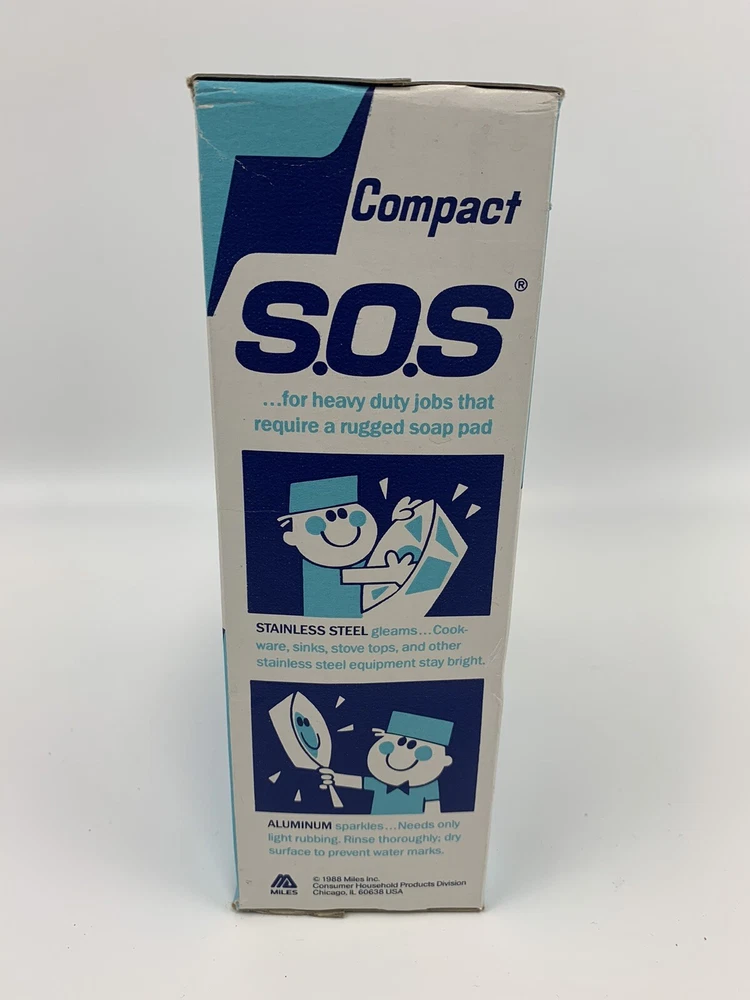 Compact
S.O.S®
...for heavy duty jobs that
require a rugged soap pad
STAINLESS STEEL gleams...Cook-
ware, sinks, stove tops, and other
stainless steel equipment stay bright.
ALUMINUM sparkles...Needs only
light rubbing. Rinse thoroughly; dry
surface to prevent water marks.
MILES
© 1988 Miles Inc.
Consumer Household Products Division
Chicago, IL 60638 USA